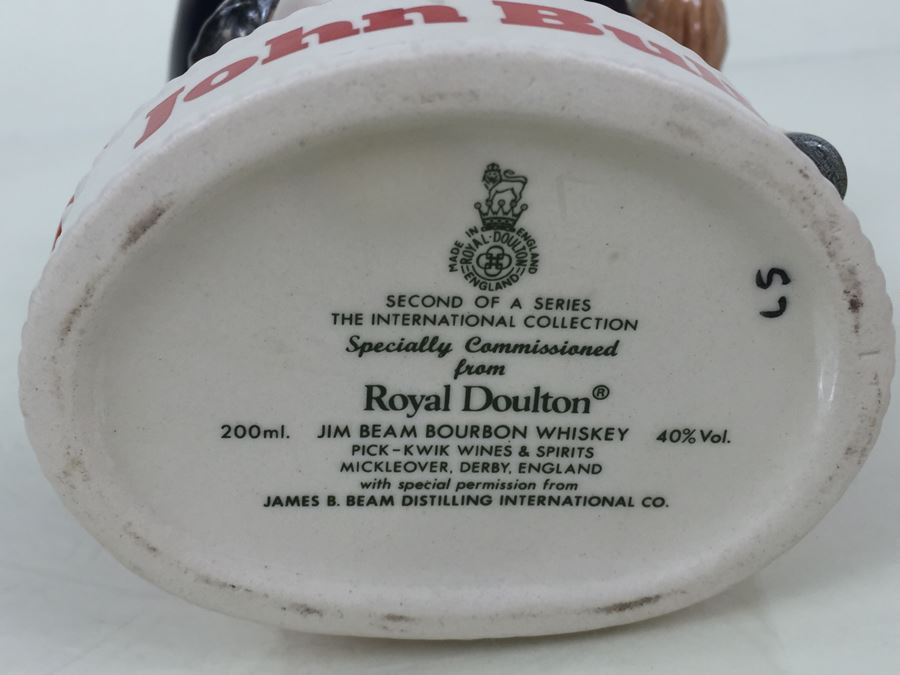 John Bu
MADE IN ENGLAND
ROYAL·DOULTON
ENGLAND
SECOND OF A SERIES
THE INTERNATIONAL COLLECTION
Specially Commissioned
from
Royal Doulton®
200ml. JIM BEAM BOURBON WHISKEY 40% Vol.
PICK-KWIK WINES & SPIRITS
MICKLEOVER, DERBY, ENGLAND
with special permission from
JAMES B. BEAM DISTILLING INTERNATIONAL CO.